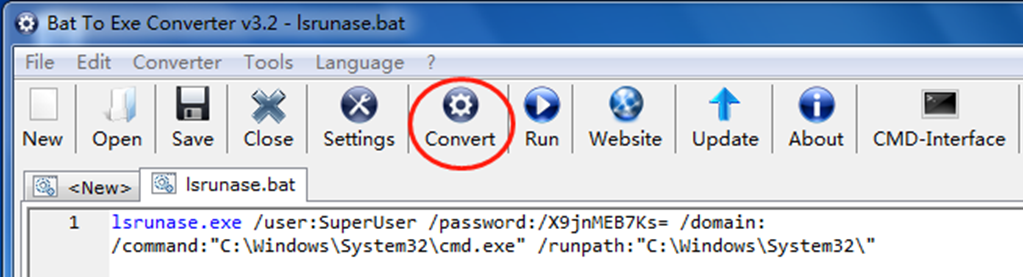 Bat To Exe Converter v3.2 - lsrunase.bat
File Edit Converter Tools Language ?
New Open Save Close Settings Convert Run Website Update About CMD-Interface
<New> lsrunase.bat
1 lsrunase.exe /user:SuperUser /password:/X9jnMEB7Ks= /domain:
/command:"C:\Windows\System32\cmd.exe" /runpath:"C:\Windows\System32\"